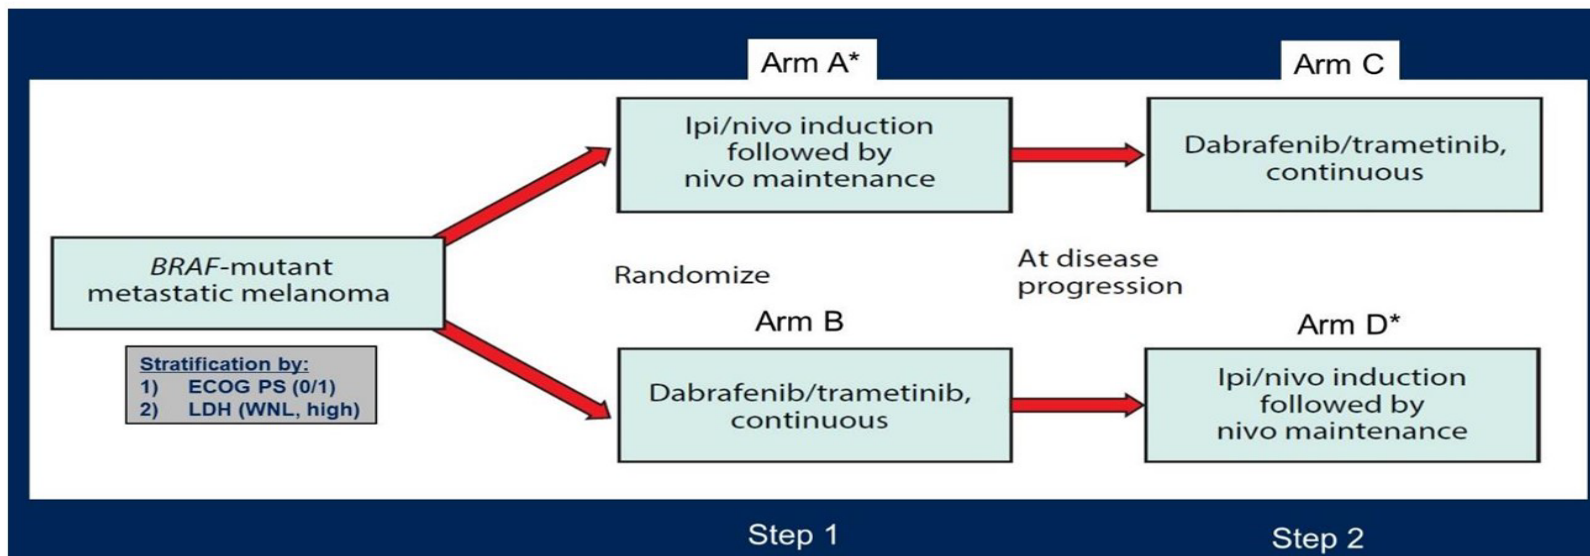 Arm A*
Arm C
Ipi/nivo induction
followed by
nivo maintenance
Dabrafenib/trametinib,
continuous
BRAF-mutant
metastatic melanoma
Randomize
At disease
progression
Stratification by:
1) ECOG PS (0/1)
2) LDH (WNL, high)
Arm B
Arm D*
Dabrafenib/trametinib,
continuous
Ipi/nivo induction
followed by
nivo maintenance
Step 1
Step 2